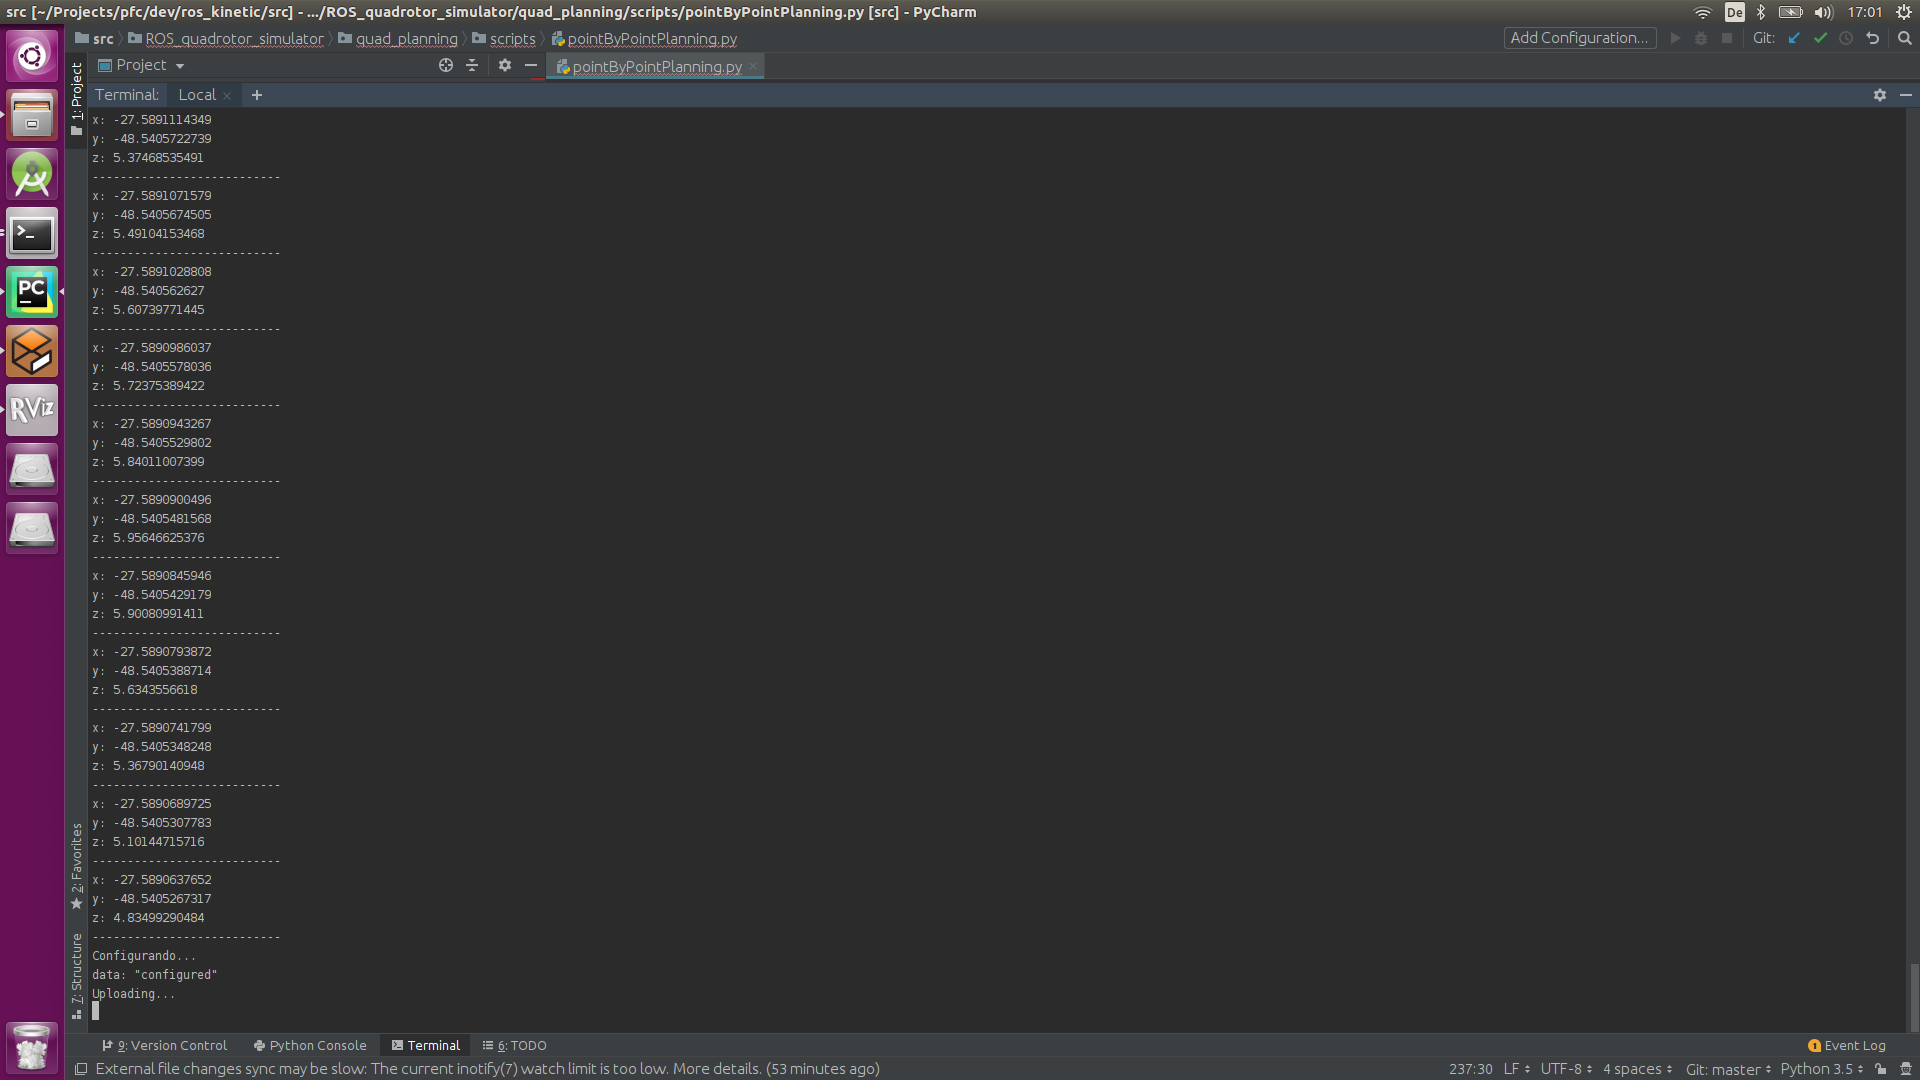 src [~/Projects/pfc/dev/ros_kinetic/src] - .../ROS_quadrotor_simulator/quad_planning/scripts/pointByPointPlanning.py [src] - PyCharm
De
17:01
src
ROS_quadrotor_simulator
quad_planning
scripts
pointByPointPlanning.py
Add Configuration...
Git:
1: Project
Project
pointByPointPlanning.py
Terminal:
Local
x: -27.5891114349
y: -48.5405722739
z: 5.37468535491
---------------------------
x: -27.5891071579
y: -48.5405674505
z: 5.49104153468
---------------------------
x: -27.5891028808
y: -48.540562627
z: 5.60739771445
---------------------------
x: -27.5890986037
y: -48.5405578036
z: 5.72375389422
---------------------------
x: -27.5890943267
y: -48.5405529802
z: 5.84011007399
---------------------------
x: -27.5890900496
y: -48.5405481568
z: 5.95646625376
---------------------------
x: -27.5890845946
y: -48.5405429179
z: 5.90080991411
---------------------------
x: -27.5890793872
y: -48.5405388714
z: 5.6343556618
---------------------------
x: -27.5890741799
y: -48.5405348248
z: 5.36790140948
---------------------------
x: -27.5890689725
y: -48.5405307783
z: 5.10144715716
---------------------------
x: -27.5890637652
y: -48.5405267317
z: 4.83499290484
---------------------------
Configurando...
data: "configured"
Uploading...
PC
RViz
2: Favorites
7: Structure
9: Version Control
Python Console
Terminal
6: TODO
1
Event Log
External file changes sync may be slow: The current inotify(7) watch limit is too low. More details. (53 minutes ago)
237:30
LF
UTF-8
4 spaces
Git: master
Python 3.5